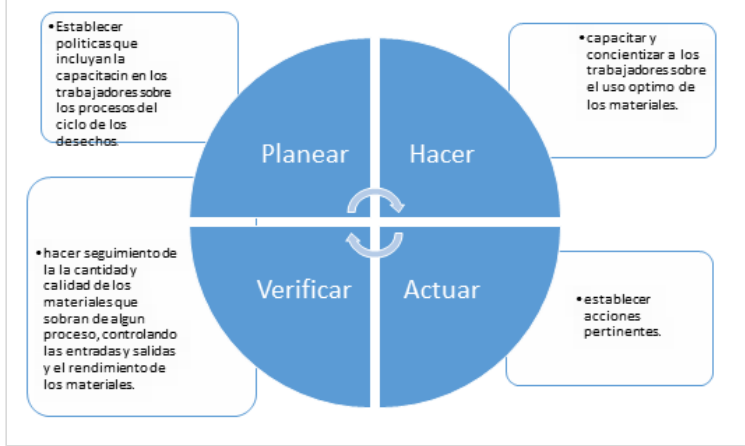 •Establecer
politicas que
incluyan la
capacitacin en los
trabajadores sobre
los procesos del
ciclo de los
desechos.
•capacitar y
concientizar a los
trabajadores sobre
el uso optimo de
los materiales.
Planear
Hacer
•hacer seguimiento de
la la cantidad y
calidad de los
materiales que
sobran de algun
proceso, controlando
las entradas y salidas
y el rendimiento de
los materiales.
Verificar
Actuar
•establecer
acciones
pertinentes.